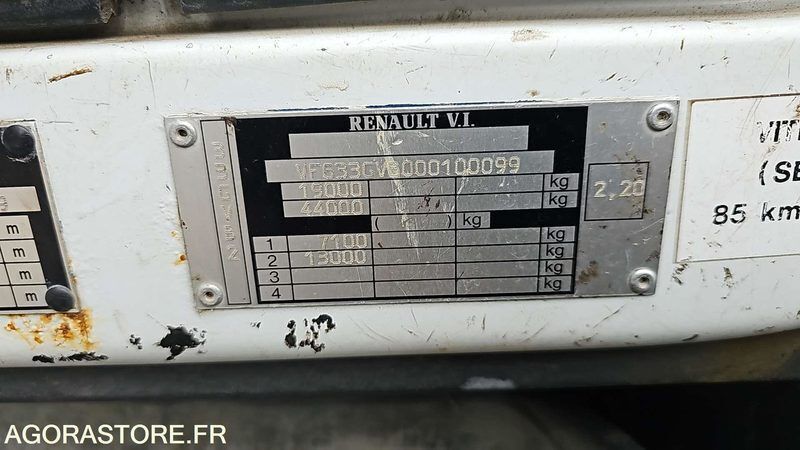 RENAULT V.I.
VF633GVA000100099
19000 kg
44000 kg
( ) kg
1 7100 kg
2 13000 kg
3 kg
4 kg
2,20
m
m
m
m
85 km
AGORASTORE.FR